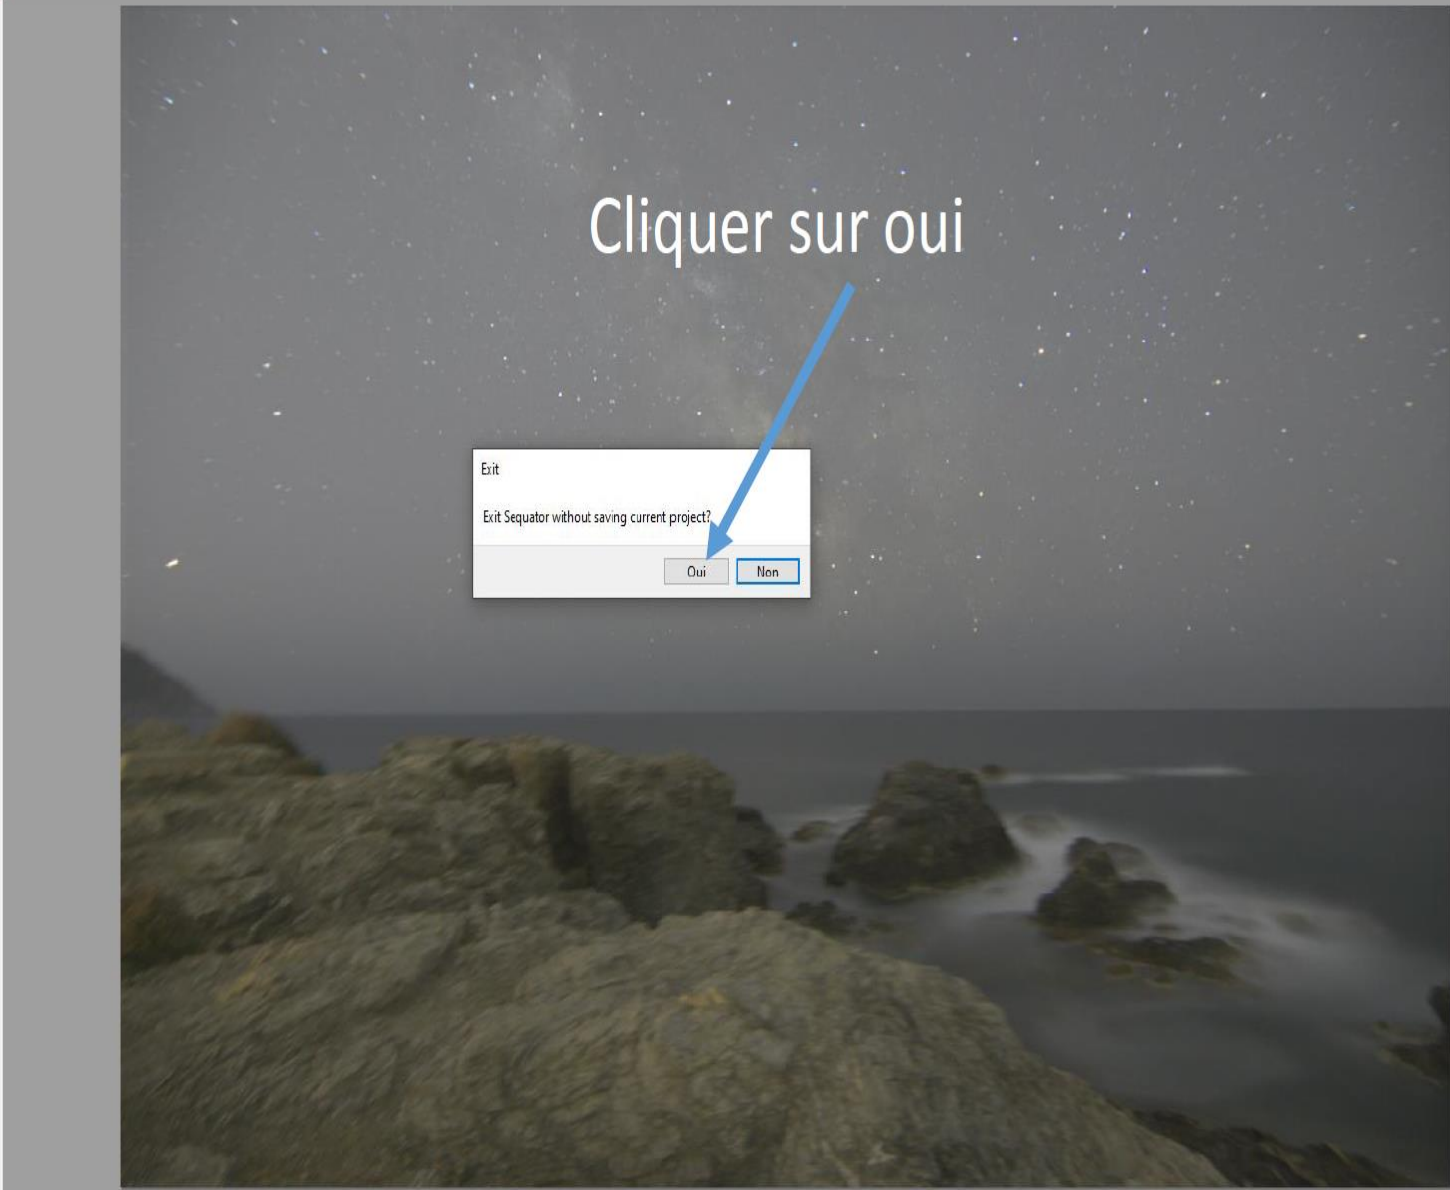 Cliquer sur oui
Exit
Exit Sequator without saving current project?
Oui
Non